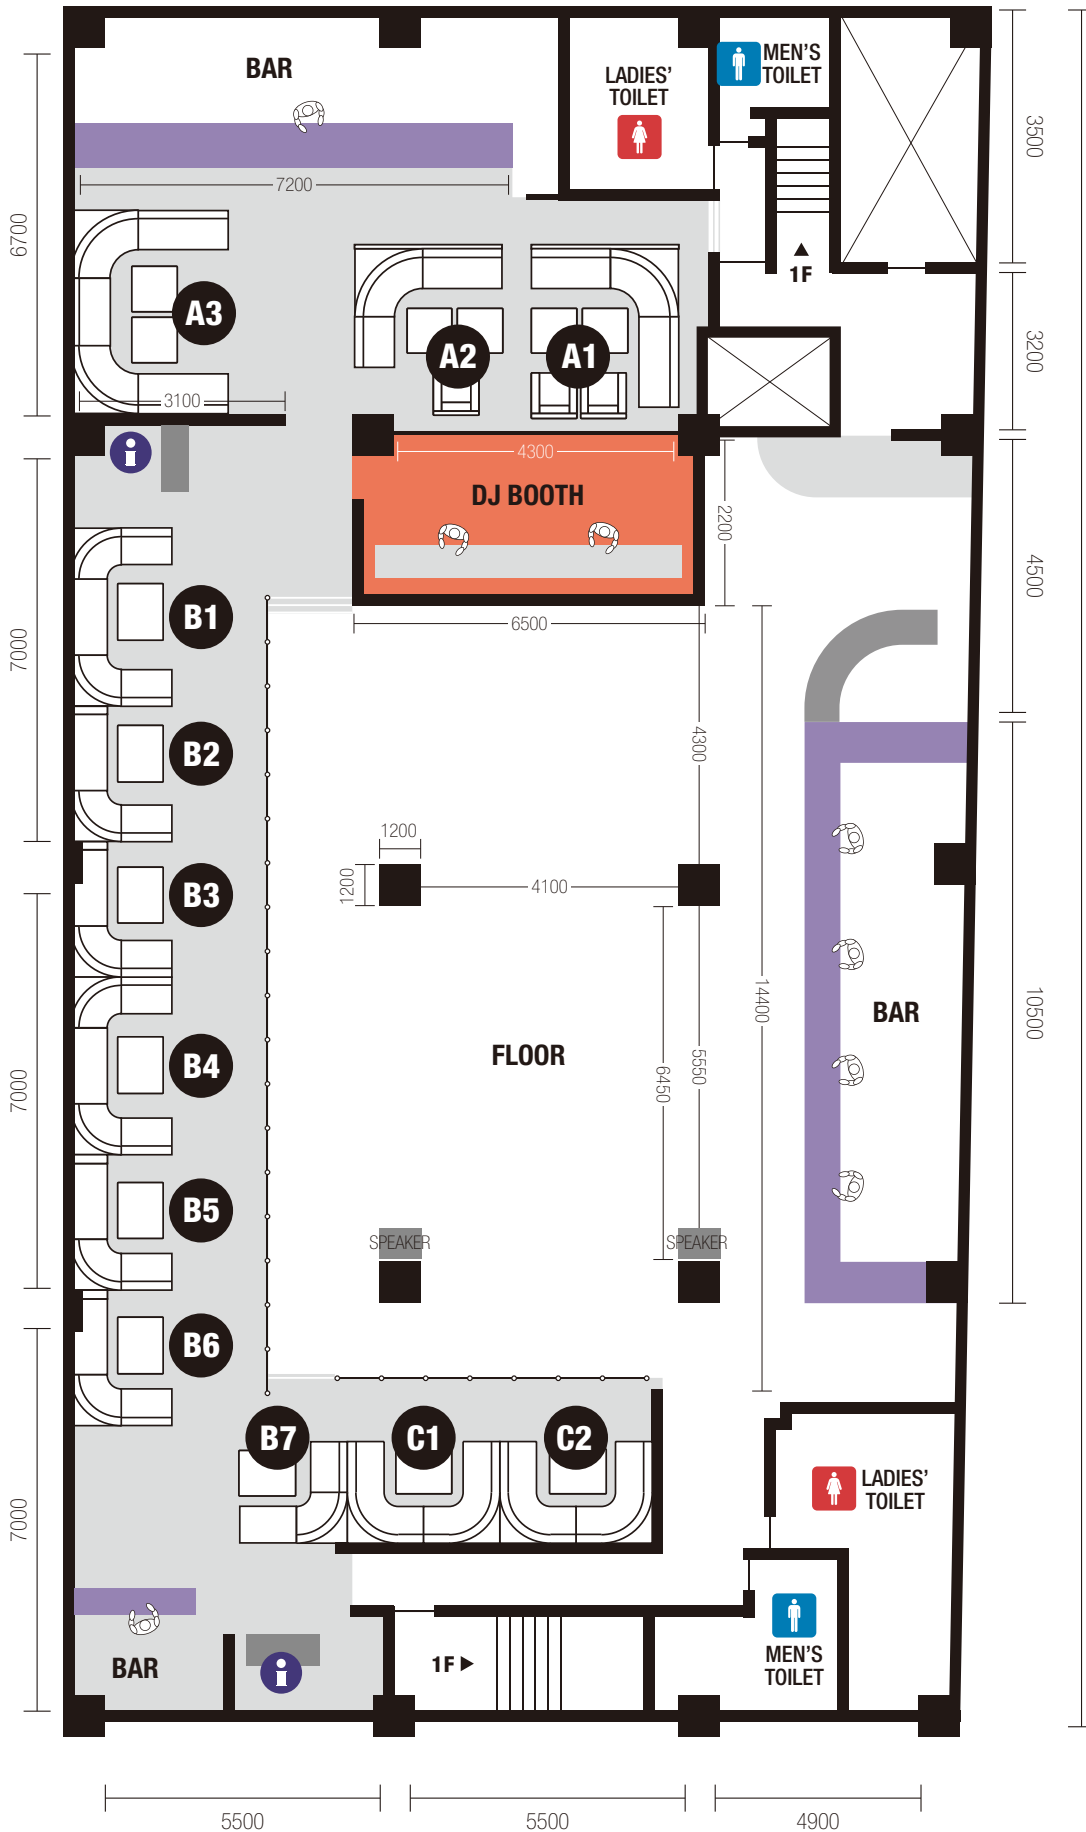 BAR
LADIES'
TOILET
MEN'S
TOILET
7200
6700
3500
1F
A3
A2
A1
3200
3100
i
4300
DJ BOOTH
2200
4500
B1
6500
7000
B2
4300
1200
1200
4100
B3
14400
10500
BAR
FLOOR
6450
5550
B4
7000
B5
SPEAKER
SPEAKER
B6
B7
C1
C2
LADIES'
TOILET
7000
MEN'S
TOILET
BAR
i
1F
5500
5500
4900